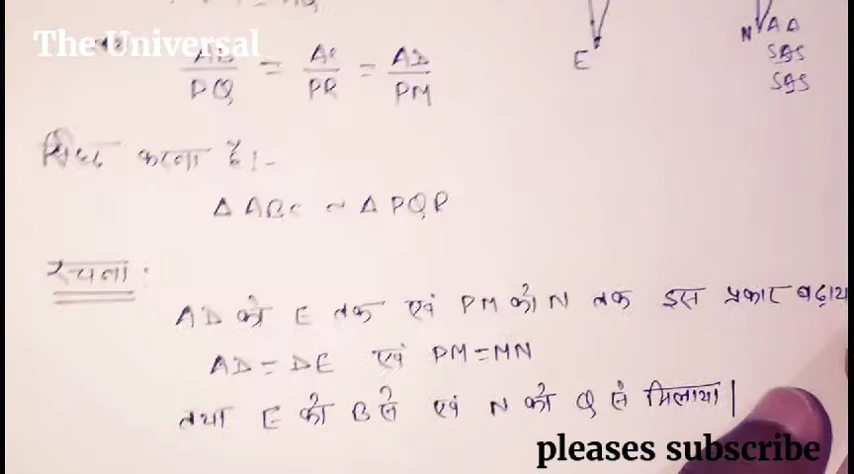 The Universal
AB/PQ = AC/PR = AD/PM
E
N
A A
SAS
SAS
सिद्ध करना है।-
Δ ABC ~ Δ PQR
रचना :
AD को E तक एवं PM को N तक इस प्रकार बढ़ाय
AD = DE एवं PM = MN
तथा E को B से एवं N को Q से मिलाया|
pleases subscribe